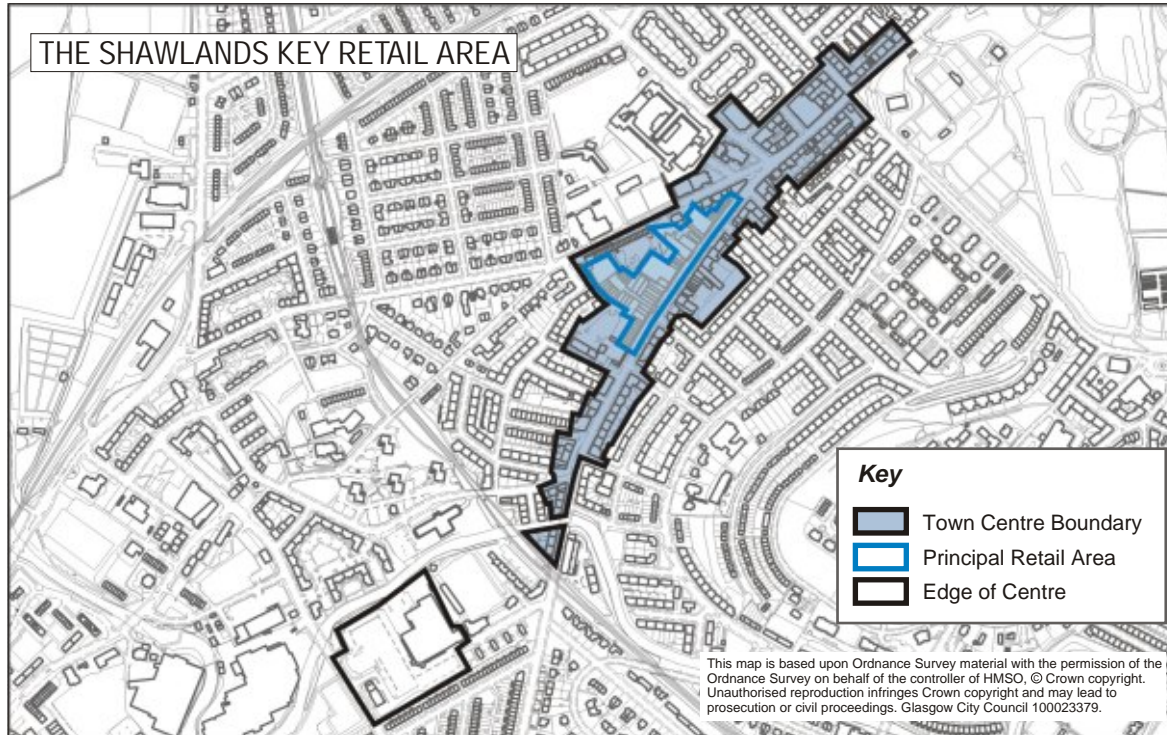 THE SHAWLANDS KEY RETAIL AREA
Key
Town Centre Boundary
Principal Retail Area
Edge of Centre
This map is based upon Ordnance Survey material with the permission of the
Ordnance Survey on behalf of the controller of HMSO, © Crown copyright.
Unauthorised reproduction infringes Crown copyright and may lead to
prosecution or civil proceedings. Glasgow City Council 100023379.